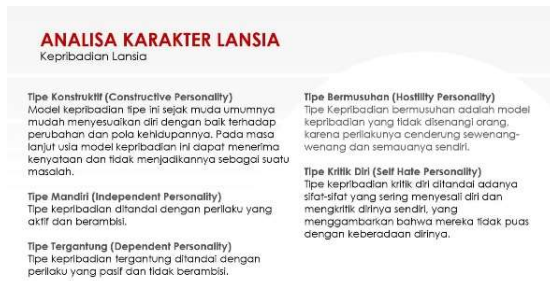 ANALISA KARAKTER LANSIA
Kepribadian Lansia
Tipe Konstruktif (Constructive Personality)
Model kepribadian tipe ini sejak muda umumnya
mudah menyesuaikan diri dengan baik terhadap
perubahan dan pola kehidupannya. Pada masa
lanjut usia model kepribadian ini dapat menerima
kenyataan dan tidak menjadikannya sebagai suatu
masalah.
Tipe Mandiri (Independent Personality)
Tipe kepribadian ditandai dengan perilaku yang
aktif dan berambisi.
Tipe Tergantung (Dependent Personality)
Tipe kepribadian tergantung ditandai dengan
perilaku yang pasif dan tidak berambisi.
Tipe Bermusuhan (Hostility Personality)
Tipe Kepribadian bermusuhan adalah model
kepribadian yang tidak disenangi orang,
karena perilakunya cenderung sewenang-
wenang dan semauanya sendiri.
Tipe Kritik Diri (Self Hate Personality)
Tipe kepribadian kritik diri ditandai adanya
sifat-sifat yang sering menyesali diri dan
mengkritik dirinya sendiri, yang
menggambarkan bahwa mereka tidak puas
dengan keberadaan dirinya.